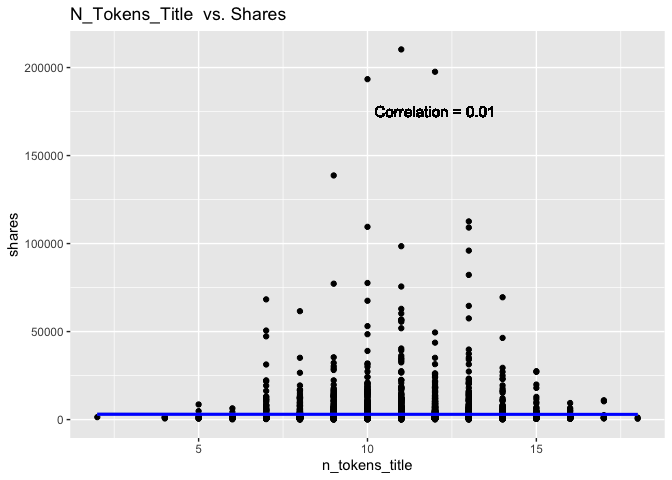 N_Tokens_Title  vs. Shares
200000
Correlation = 0.01
150000
shares
100000
50000
0
5
10
15
n_tokens_title